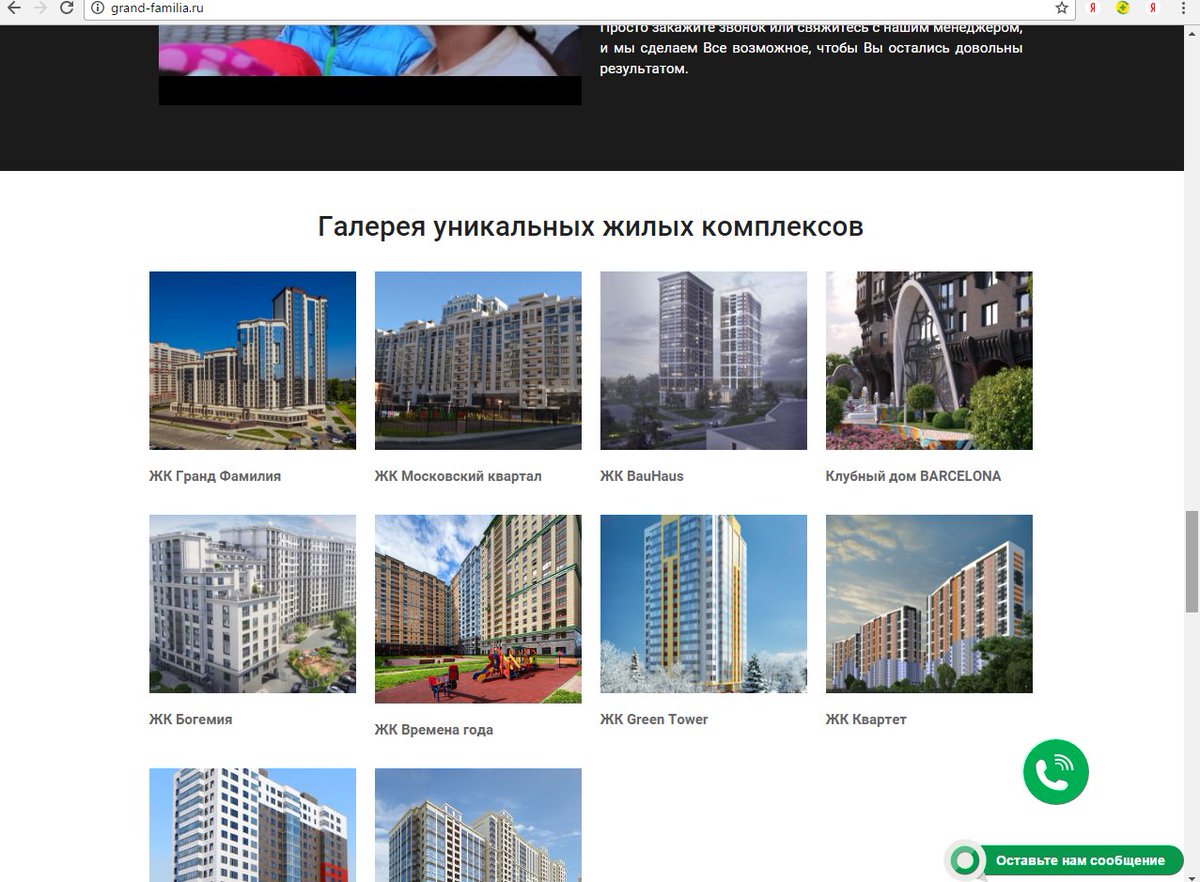 grand-familia.ru
Просто закажите звонок или свяжитесь с нашим менеджером,
и мы сделаем Все возможное, чтобы Вы остались довольны
результатом.
Галерея уникальных жилых комплексов
ЖК Гранд Фамилия
ЖК Московский квартал
ЖК BauHaus
Клубный дом BARCELONA
ЖК Богемия
ЖК Времена года
ЖК Green Tower
ЖК Квартет
Оставьте нам сообщение